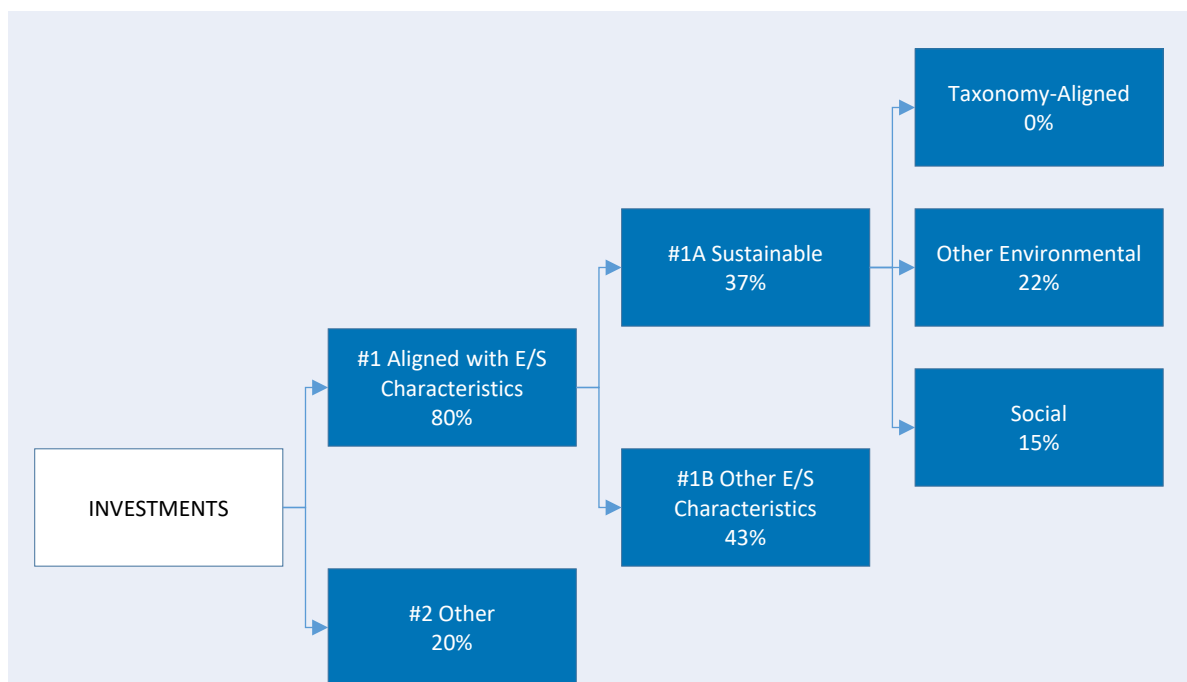 INVESTMENTS
#1 Aligned with E/S
Characteristics
80%
#2 Other
20%
#1A Sustainable
37%
#1B Other E/S
Characteristics
43%
Taxonomy-Aligned
0%
Other Environmental
22%
Social
15%